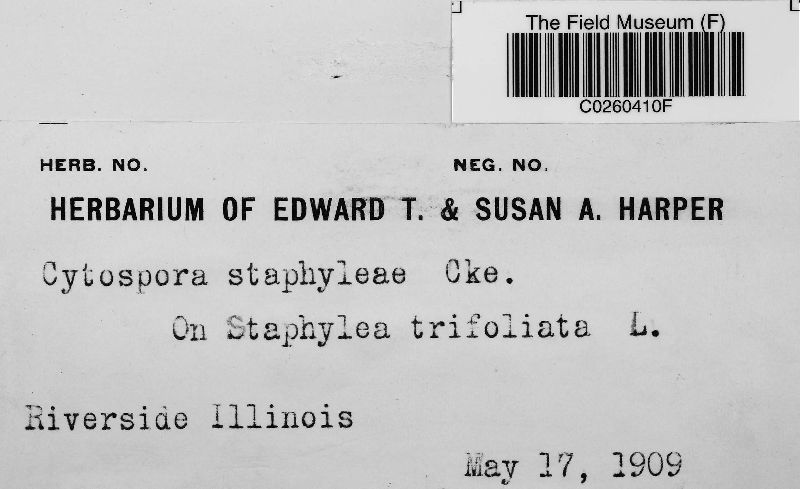 The Field Museum (F)
C0260410F
HERB. NO. NEG. NO.
HERBARIUM OF EDWARD T. & SUSAN A. HARPER
Cytospora staphyleae Cke.
On Staphylea trifoliata L.
Riverside Illinois
May 17, 1909